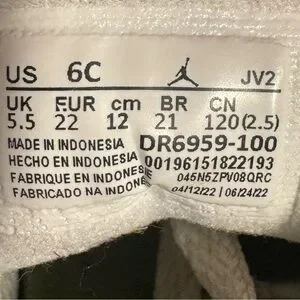 US 6C JV2
UK EUR cm BR CN
5.5 22 12 21 120(2.5)
MADE IN INDONESIA DR6959-100
HECHO EN INDONESIA 00196151822193
FABRIQUE EN INDONESIE 045N5ZPV08QRC
FABRICADO NA INDONE 04/12/22 06/24/22